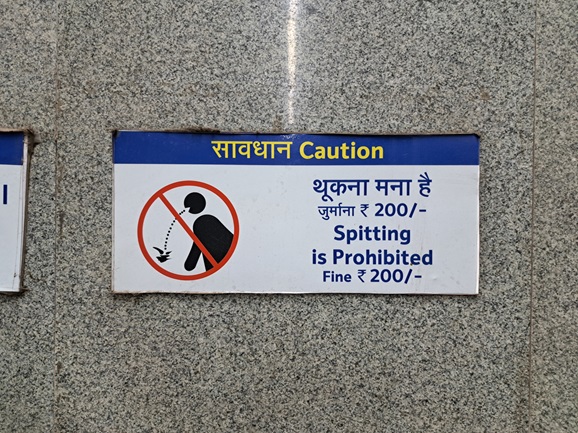 सावधान Caution
थूकना मना है
जुर्माना ₹ 200/-
Spitting
is Prohibited
Fine ₹ 200/-